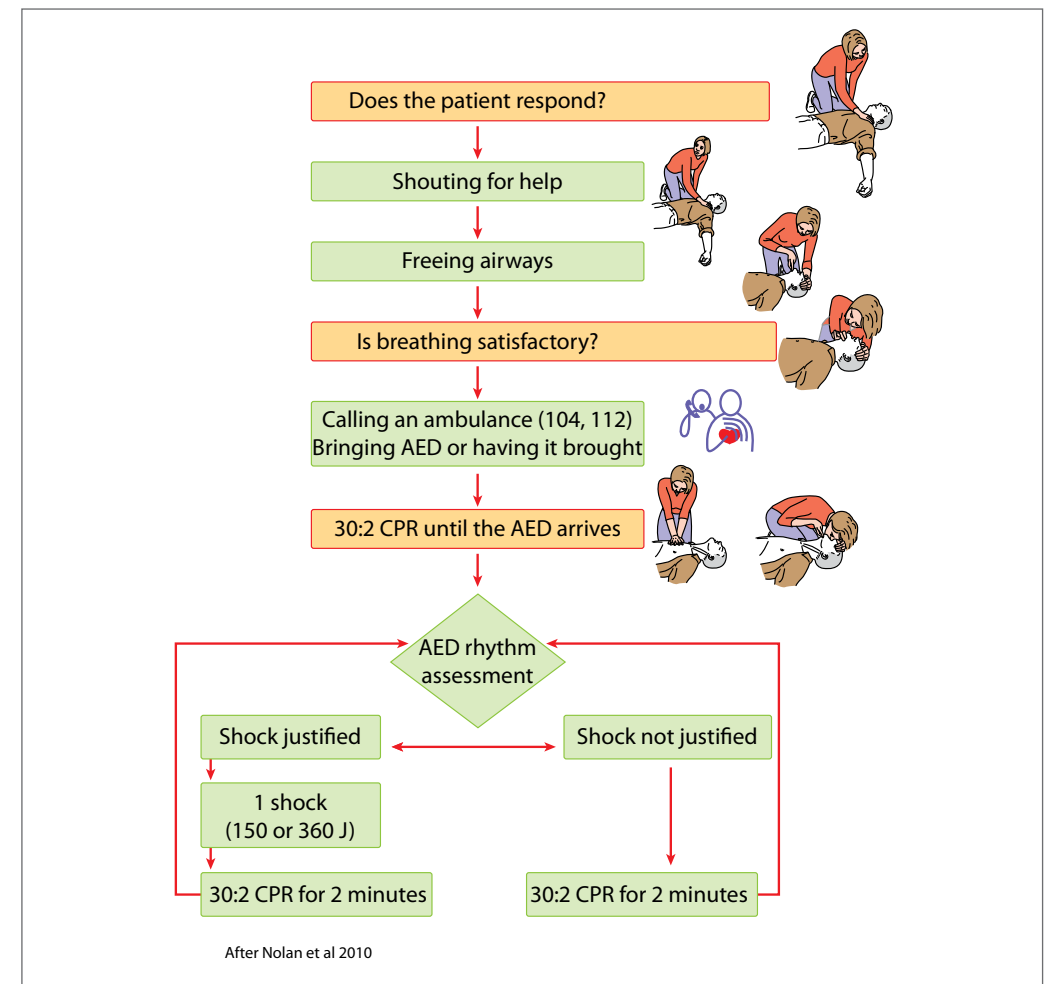 Does the patient respond?
Shouting for help
Freeing airways
Is breathing satisfactory?
Calling an ambulance (104, 112)
Bringing AED or having it brought
30:2 CPR until the AED arrives
AED rhythm
assessment
Shock justified
Shock not justified
1 shock
(150 or 360 J)
30:2 CPR for 2 minutes
30:2 CPR for 2 minutes
After Nolan et al 2010